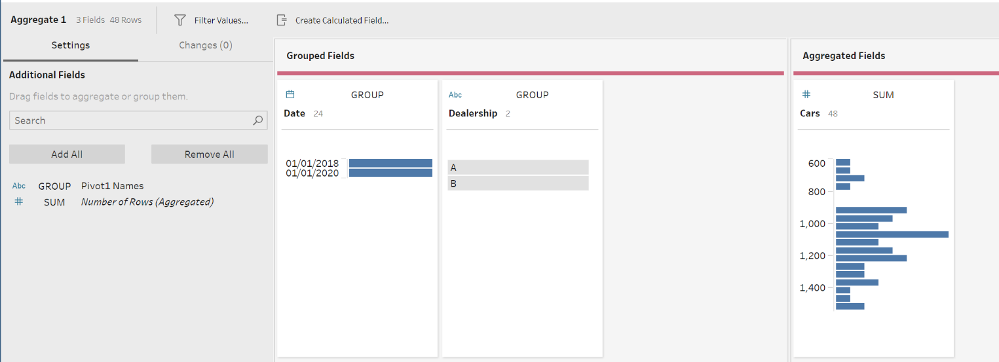 Aggregate 1 3 Fields 48 Rows Filter Values... Create Calculated Field...
Settings Changes (0)
Additional Fields
Drag fields to aggregate or group them.
Search
Add All Remove All
Abc GROUP Pivot1 Names
# SUM Number of Rows (Aggregated)
Grouped Fields
GROUP
Date 24
01/01/2018
01/01/2020
Abc GROUP
Dealership 2
A
B
Aggregated Fields
# SUM
Cars 48
600
800
1,000
1,200
1,400